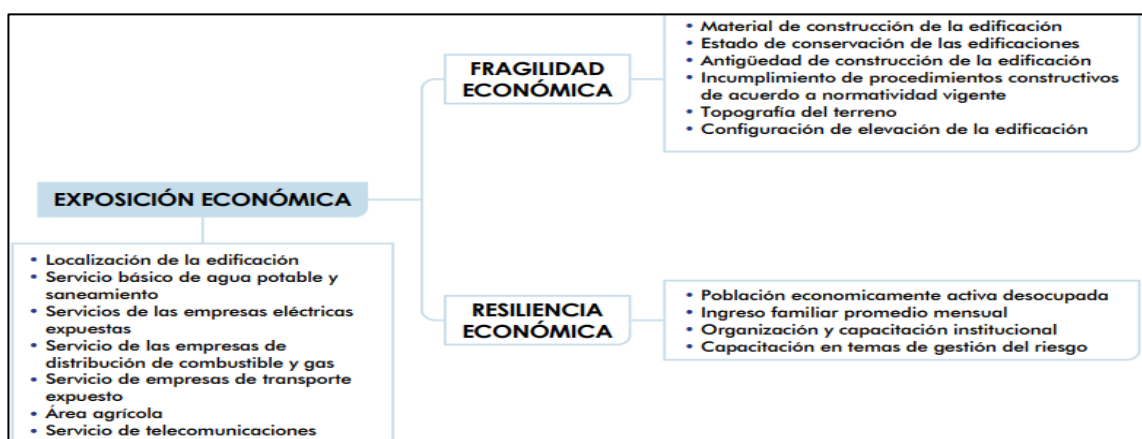 FRAGILIDAD
ECONÓMICA
• Material de construcción de la edificación
• Estado de conservación de las edificaciones
• Antigüedad de construcción de la edificación
• Incumplimiento de procedimientos constructivos
de acuerdo a normatividad vigente
• Topografía del terreno
• Configuración de elevación de la edificación
EXPOSICIÓN ECONÓMICA
• Localización de la edificación
• Servicio básico de agua potable y
saneamiento
• Servicios de las empresas eléctricas
expuestas
• Servicio de las empresas de
distribución de combustible y gas
• Servicio de empresas de transporte
expuesto
• Área agrícola
• Servicio de telecomunicaciones
RESILIENCIA
ECONÓMICA
• Población economicamente activa desocupada
• Ingreso familiar promedio mensual
• Organización y capacitación institucional
• Capacitación en temas de gestión del riesgo